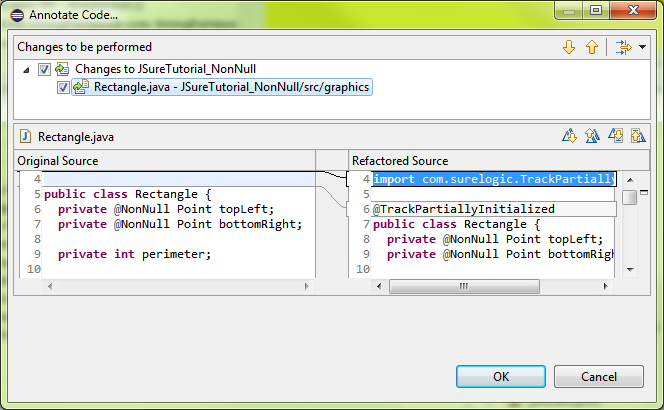 Annotate Code...
Changes to be performed
Changes to JSureTutorial_NonNull
Rectangle.java - JSureTutorial_NonNull/src/graphics
Rectangle.java
Original Source
4
5 public class Rectangle {
6 private @NonNull Point topLeft;
7 private @NonNull Point bottomRight;
8
9 private int perimeter;
10
Refactored Source
4 import com.surelogic.TrackPartially
5
6 @TrackPartiallyInitialized
7 public class Rectangle {
8 private @NonNull Point topLeft;
9 private @NonNull Point bottomRigh
10
OK
Cancel